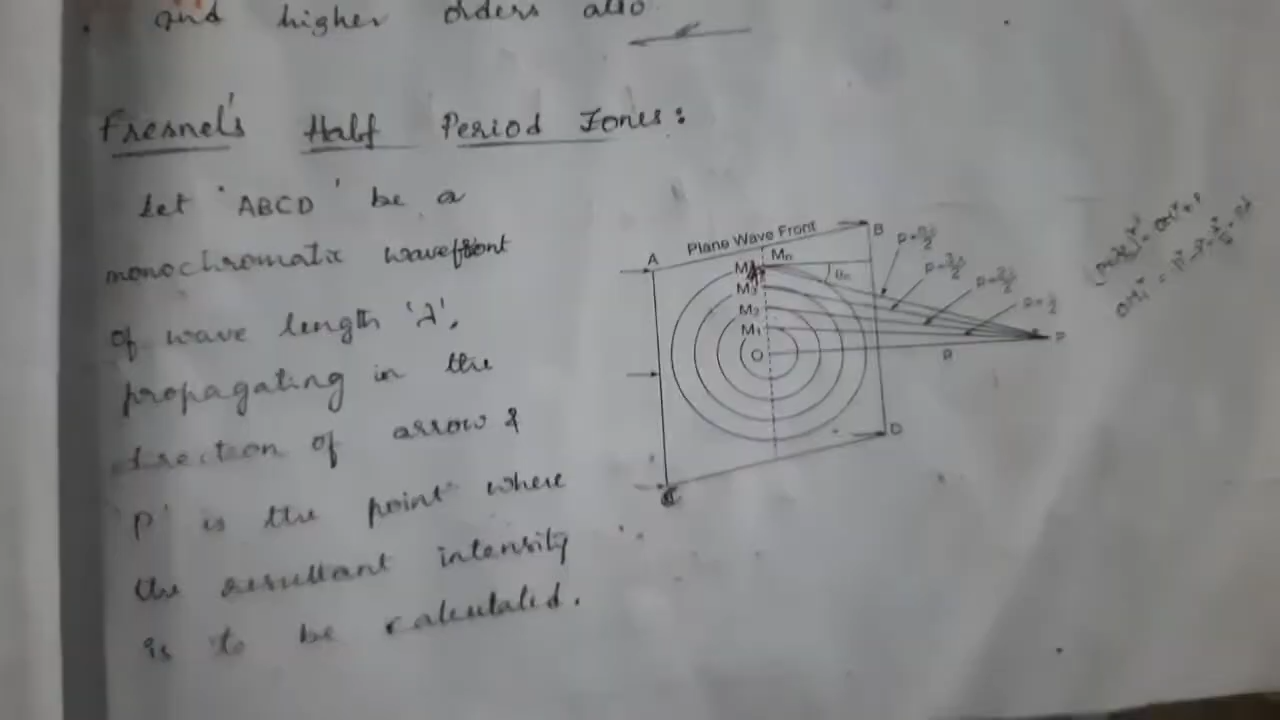 and higher orders also
Fresnel's Half Period Zones:
Let 'ABCD' be a
monochromatic wavefront
of wave length 'λ',
propagating in the
direction of arrow &
'P' is the point where
the resultant intensity
is to be calculated.
Plane Wave Front
A
B
Mn
θn
M3
M2
M1
O
P
D